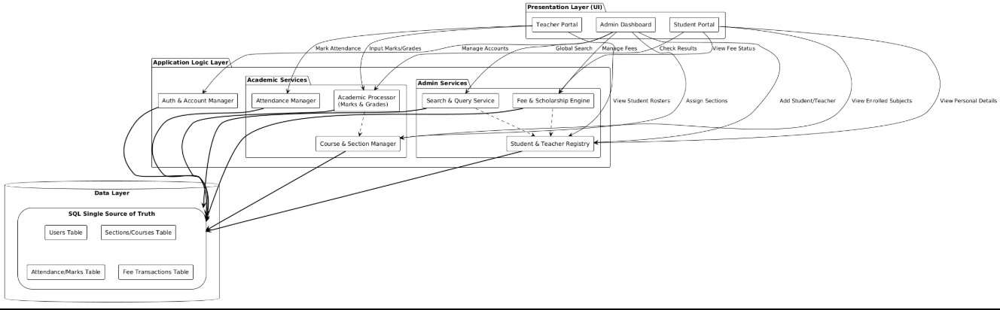 Presentation Layer (UI)
Teacher Portal
Admin Dashboard
Student Portal
Mark Attendance
Input Marks/Grades
Manage Accounts
Global Search
Manage Fees
Check Results
View Fee Status
Application Logic Layer
Academic Services
Admin Services
Auth & Account Manager
Attendance Manager
Academic Processor
(Marks & Grades)
Search & Query Service
Fee & Scholarship Engine
View Student Rosters
Assign Sections
Add Student/Teacher
View Enrolled Subjects
View Personal Details
Course & Section Manager
Student & Teacher Registry
Data Layer
SQL Single Source of Truth
Users Table
Sections/Courses Table
Attendance/Marks Table
Fee Transactions Table